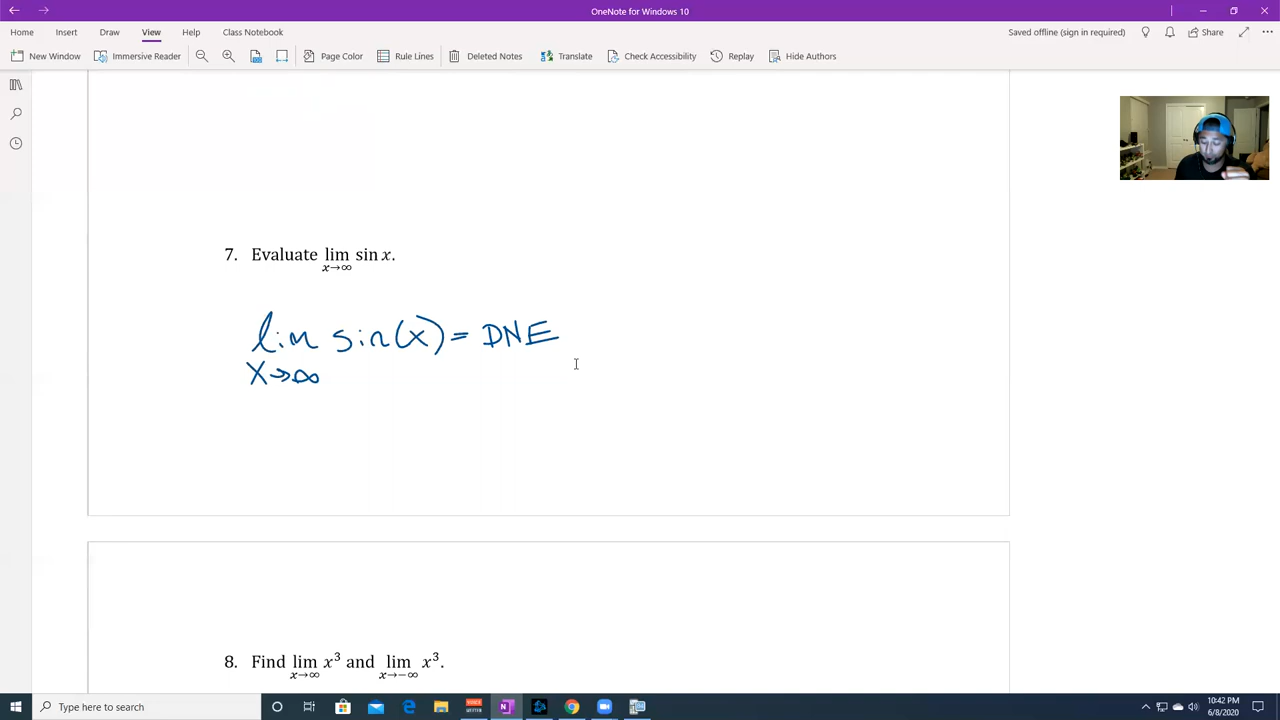 OneNote for Windows 10
Home Insert Draw View Help Class Notebook Saved offline (sign in required) Share
New Window Immersive Reader Page Color Rule Lines Deleted Notes Translate Check Accessibility Replay Hide Authors
7. Evaluate lim sin x.
x→∞
lim sin(x) = DNE
x→∞
8. Find lim x³ and lim x³.
x→∞ x→−∞
Type here to search
10:42 PM
6/8/2020